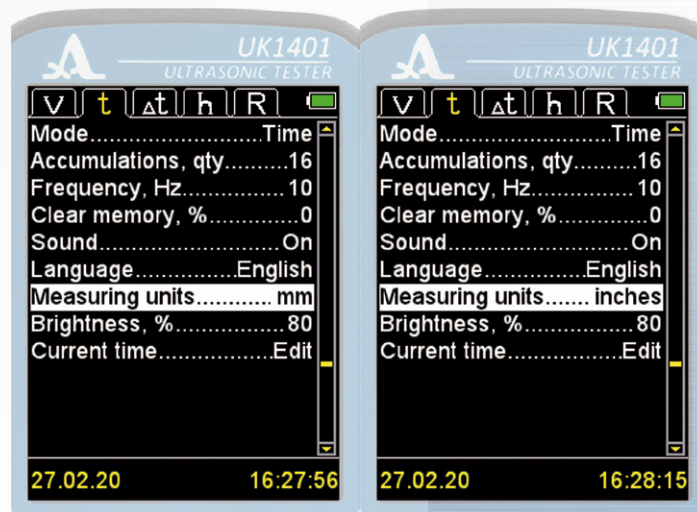 UK1401
ULTRASONIC TESTER
V t Δt h R
Mode..............................Time
Accumulations, qty..........16
Frequency, Hz................10
Clear memory, %.............0
Sound............................On
Language................English
Measuring units............ mm
Brightness, %.................80
Current time...................Edit
27.02.20 16:27:56
UK1401
ULTRASONIC TESTER
V t Δt h R
Mode..............................Time
Accumulations, qty..........16
Frequency, Hz................10
Clear memory, %.............0
Sound............................On
Language................English
Measuring units....... inches
Brightness, %.................80
Current time...................Edit
27.02.20 16:28:15